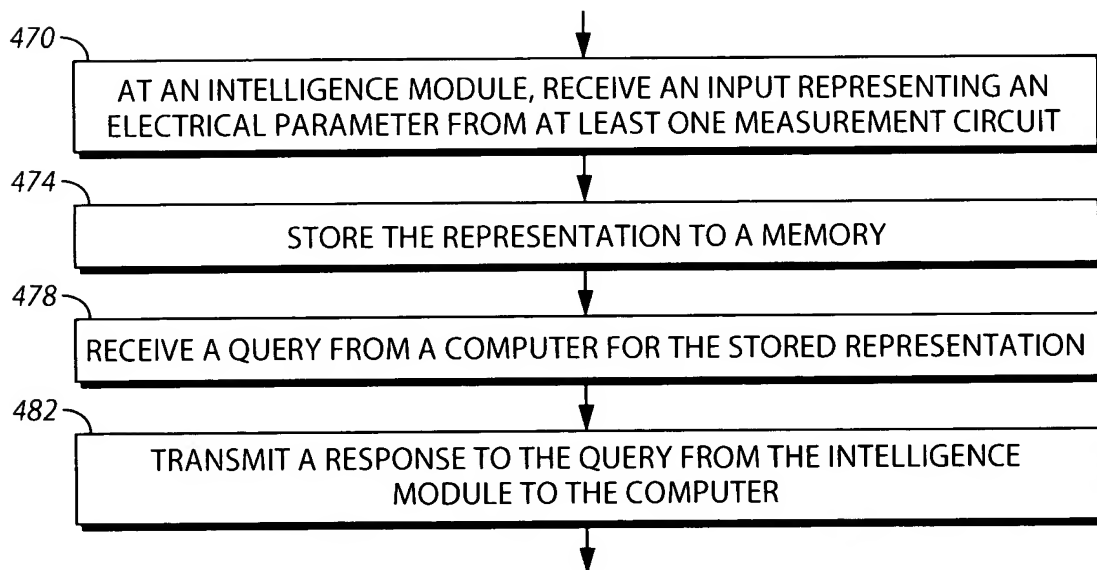 470
AT AN INTELLIGENCE MODULE, RECEIVE AN INPUT REPRESENTING AN
ELECTRICAL PARAMETER FROM AT LEAST ONE MEASUREMENT CIRCUIT
474
STORE THE REPRESENTATION TO A MEMORY
478
RECEIVE A QUERY FROM A COMPUTER FOR THE STORED REPRESENTATION
482
TRANSMIT A RESPONSE TO THE QUERY FROM THE INTELLIGENCE
MODULE TO THE COMPUTER